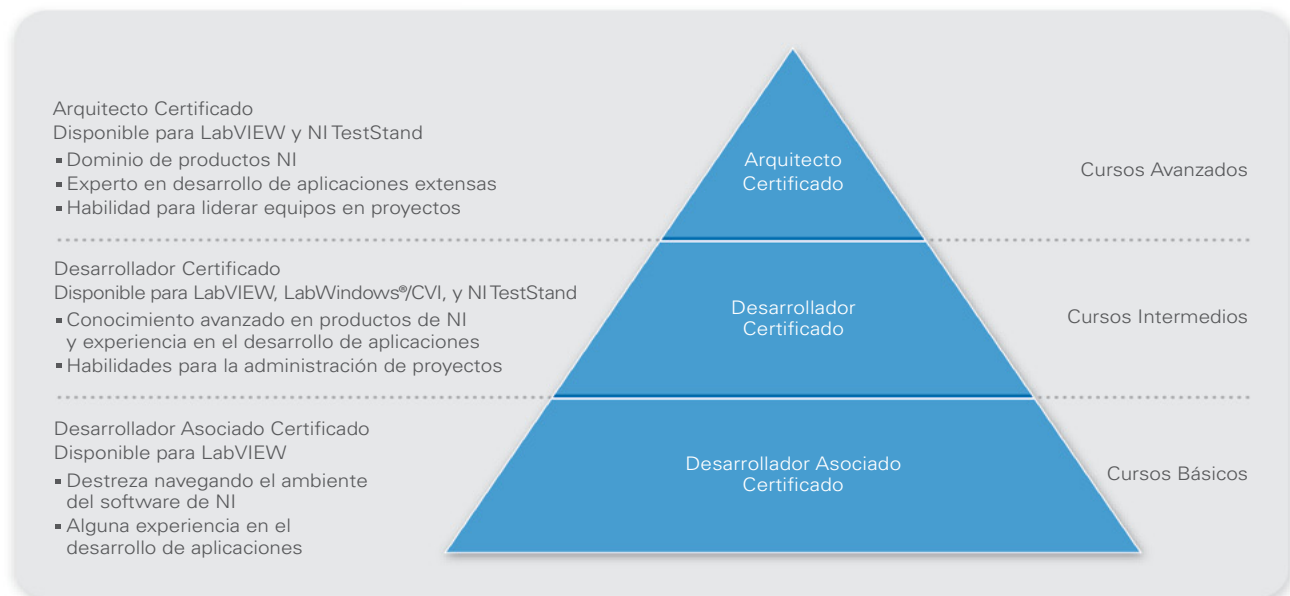 Arquitecto Certificado
Disponible para LabVIEW y NI TestStand
▪ Dominio de productos NI
▪ Experto en desarrollo de aplicaciones extensas
▪ Habilidad para liderar equipos en proyectos
Arquitecto
Certificado
Cursos Avanzados
Desarrollador Certificado
Disponible para LabVIEW, LabWindows®/CVI, y NI TestStand
▪ Conocimiento avanzado en productos de NI
y experiencia en el desarrollo de aplicaciones
▪ Habilidades para la administración de proyectos
Desarrollador
Certificado
Cursos Intermedios
Desarrollador Asociado Certificado
Disponible para LabVIEW
▪ Destreza navegando el ambiente
del software de NI
▪ Alguna experiencia en el
desarrollo de aplicaciones
Desarrollador Asociado
Certificado
Cursos Básicos